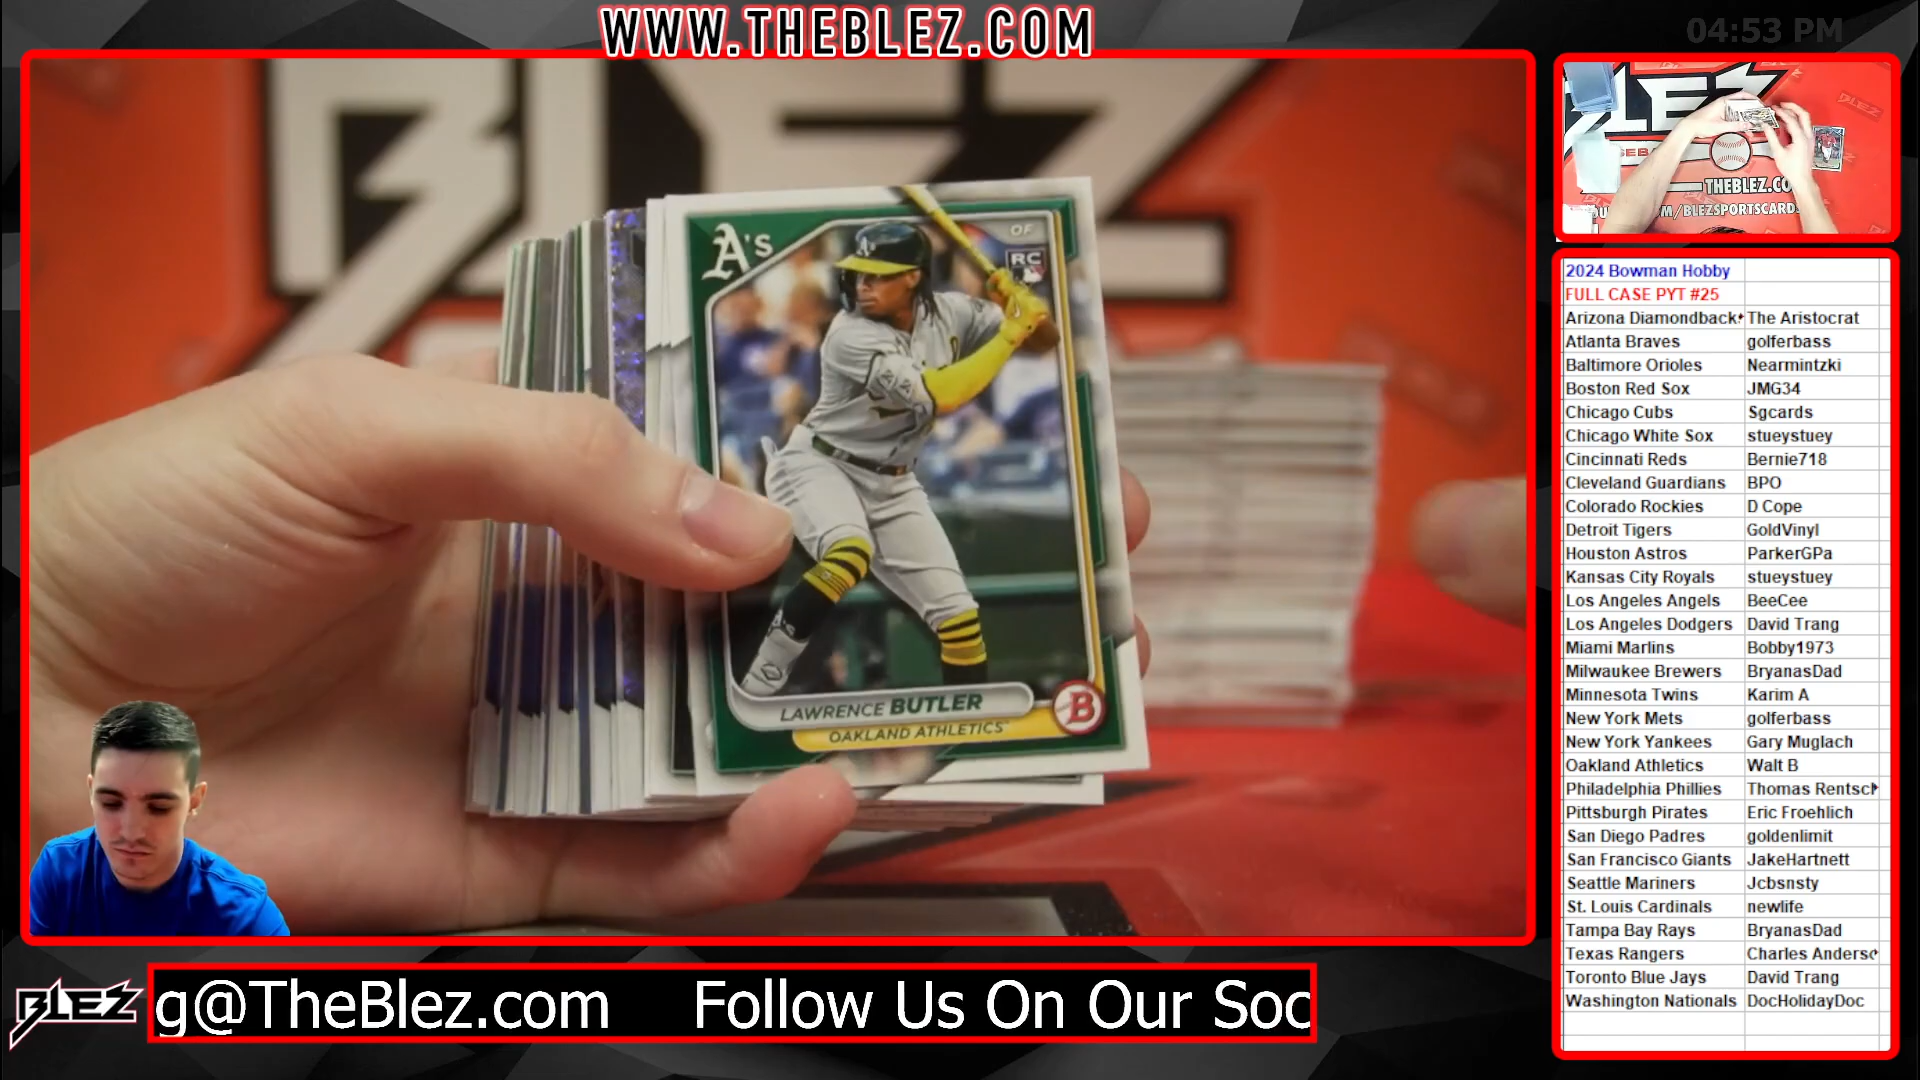 WWW.THEBLEZ.COM
04:53 PM
BLEZ
A's
OF
RC
LAWRENCE BUTLER
OAKLAND ATHLETICS
B
BLEZ
BLEZ
THEBLEZ.CO
M/BLEZSPORTSCARDS
2024 Bowman Hobby
FULL CASE PYT #25
Arizona Diamondback The Aristocrat
Atlanta Braves golferbass
Baltimore Orioles Nearmintzki
Boston Red Sox JMG34
Chicago Cubs Sgcards
Chicago White Sox stueystuey
Cincinnati Reds Bernie718
Cleveland Guardians BPO
Colorado Rockies D Cope
Detroit Tigers GoldVinyl
Houston Astros ParkerGPa
Kansas City Royals stueystuey
Los Angeles Angels BeeCee
Los Angeles Dodgers David Trang
Miami Marlins Bobby1973
Milwaukee Brewers BryanasDad
Minnesota Twins Karim A
New York Mets golferbass
New York Yankees Gary Muglach
Oakland Athletics Walt B
Philadelphia Phillies Thomas Rentsch
Pittsburgh Pirates Eric Froehlich
San Diego Padres goldenlimit
San Francisco Giants JakeHartnett
Seattle Mariners Jcbsnsty
St. Louis Cardinals newlife
Tampa Bay Rays BryanasDad
Texas Rangers Charles Anderso
Toronto Blue Jays David Trang
Washington Nationals DocHolidayDoc
BLEZ
g@TheBlez.com Follow Us On Our Soc